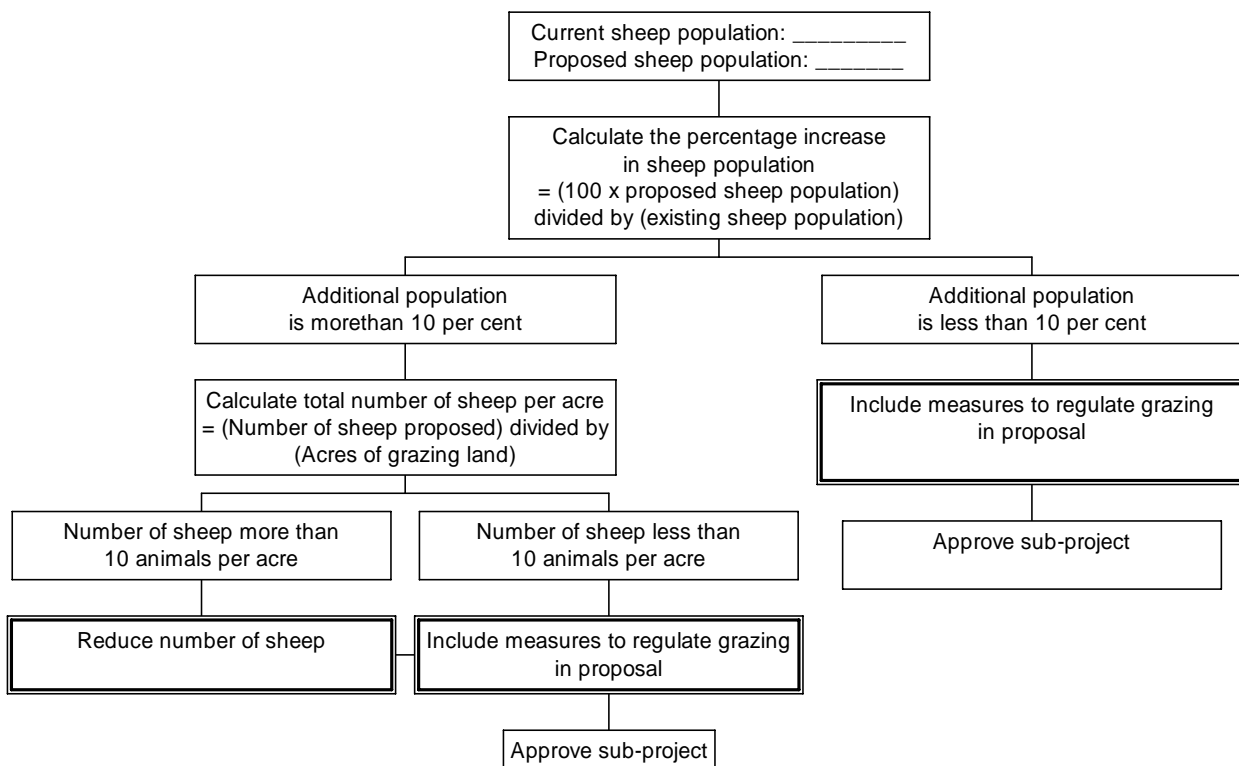 Current sheep population: _________
Proposed sheep population: _______
Calculate the percentage increase
in sheep population
= (100 x proposed sheep population)
divided by (existing sheep population)
Additional population
is morethan 10 per cent
Additional population
is less than 10 per cent
Calculate total number of sheep per acre
= (Number of sheep proposed) divided by
(Acres of grazing land)
Include measures to regulate grazing
in proposal
Number of sheep more than
10 animals per acre
Number of sheep less than
10 animals per acre
Approve sub-project
Reduce number of sheep
Include measures to regulate grazing
in proposal
Approve sub-project